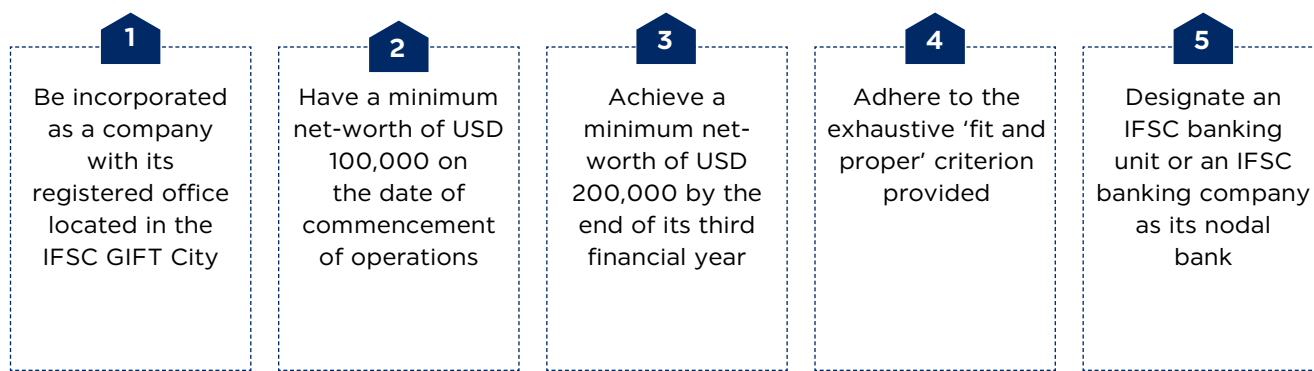 1
Be incorporated
as a company
with its
registered office
located in the
IFSC GIFT City
2
Have a minimum
net-worth of USD
100,000 on
the date of
commencement
of operations
3
Achieve a
minimum net-
worth of USD
200,000 by the
end of its third
financial year
4
Adhere to the
exhaustive ‘fit and
proper’ criterion
provided
5
Designate an
IFSC banking
unit or an IFSC
banking company
as its nodal
bank